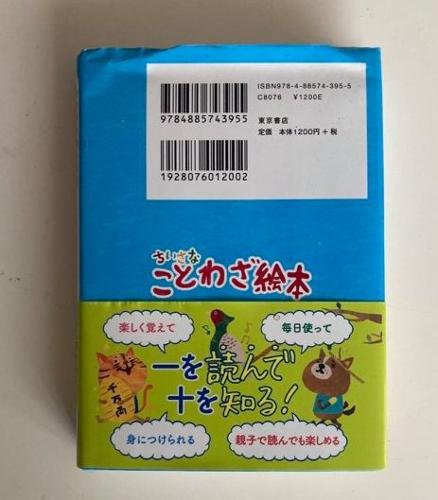 ISBN978-4-88574-395-5
C8076 ¥1200E
9784885743955
東京書店
定価 本体1200円+税
1928076012002
ちいさな
ことわざ絵本
楽しく覚えて
毎日使って
一を読んで
十を知る!
千万両
身につけられる
親子で読んでも楽しめる